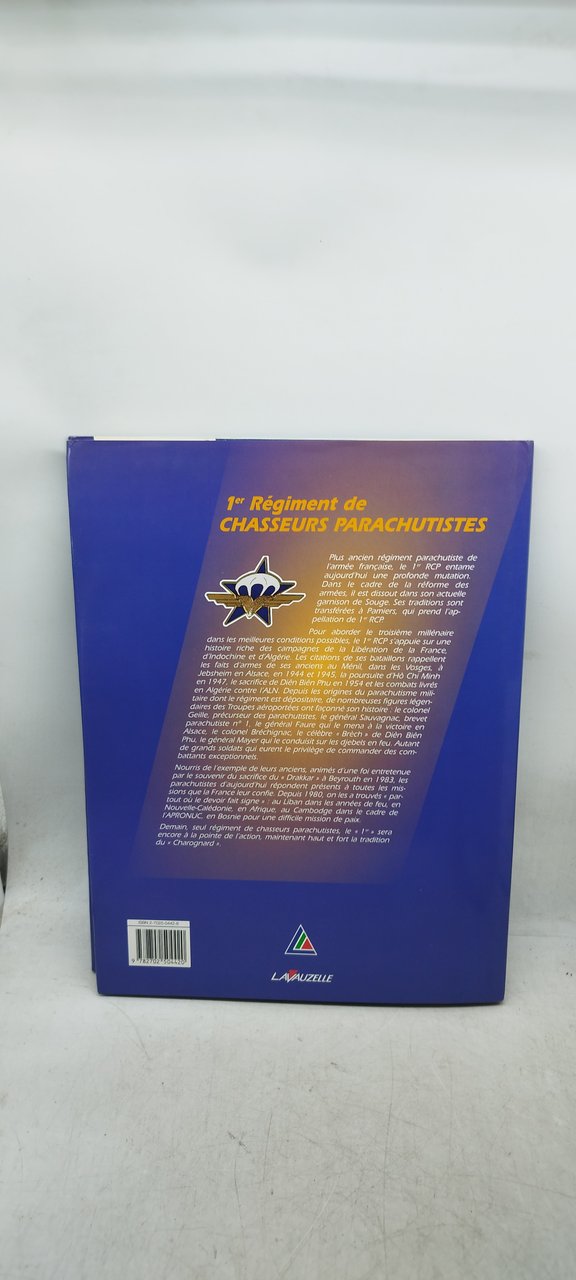 1er Régiment de
CHASSEURS PARACHUTISTES
Plus ancien régiment parachutiste de
l'armée française, le 1er RCP entame
aujourd'hui une profonde mutation.
Dans le cadre de la réforme des
armées, il est dissout dans son actuelle
garnison de Souge. Ses traditions sont
transférées à Pamiers, qui prend l'ap-
pellation de 1er RCP.
Pour aborder le troisième millénaire
dans les meilleures conditions possibles, le 1er RCP s'appuie sur une
histoire riche des campagnes de la Libération de la France,
d'Indochine et d'Algérie. Les citations de ses bataillons rappellent
les faits d'armes de ses anciens au Ménil, dans les Vosges, à
Jebsheim en Alsace, en 1944 et 1945, la poursuite d'Hô Chi Minh
en 1947, le sacrifice de Diên Biên Phu en 1954 et les combats livrés
en Algérie contre l'ALN. Depuis les origines du parachutisme mili-
taire dont le régiment est dépositaire, de nombreuses figures légen-
daires des Troupes aéroportées ont façonné son histoire : le colonel
Geille, précurseur des parachutistes, le général Sauvagnac, brevet
parachutiste n° 1, le général Faure qui le mena à la victoire en
Alsace, le colonel Bréchignac, le célèbre « Brèch » de Diên Biên
Phu, le général Mayer qui le conduisit sur les djebels en feu. Autant
de grands soldats qui eurent le privilège de commander des com-
battants exceptionnels.
Nourris de l'exemple de leurs anciens, animés d'une foi entretenue
par le souvenir du sacrifice du « Drakkar » à Beyrouth en 1983, les
parachutistes d'aujourd'hui répondent présents à toutes les mis-
sions que la France leur confie. Depuis 1980, on les a trouvés « par-
tout où le devoir fait signe » : au Liban dans les années de feu, en
Nouvelle-Calédonie, en Afrique, au Cambodge dans le cadre de
l'APRONUC, en Bosnie pour une difficile mission de paix.
Demain, seul régiment de chasseurs parachutistes, le « 1er » sera
encore à la pointe de l'action, maintenant haut et fort la tradition
du « Charognard ».
ISBN 2-7025-0442-8
9 782702 504420
LAVAUZELLE